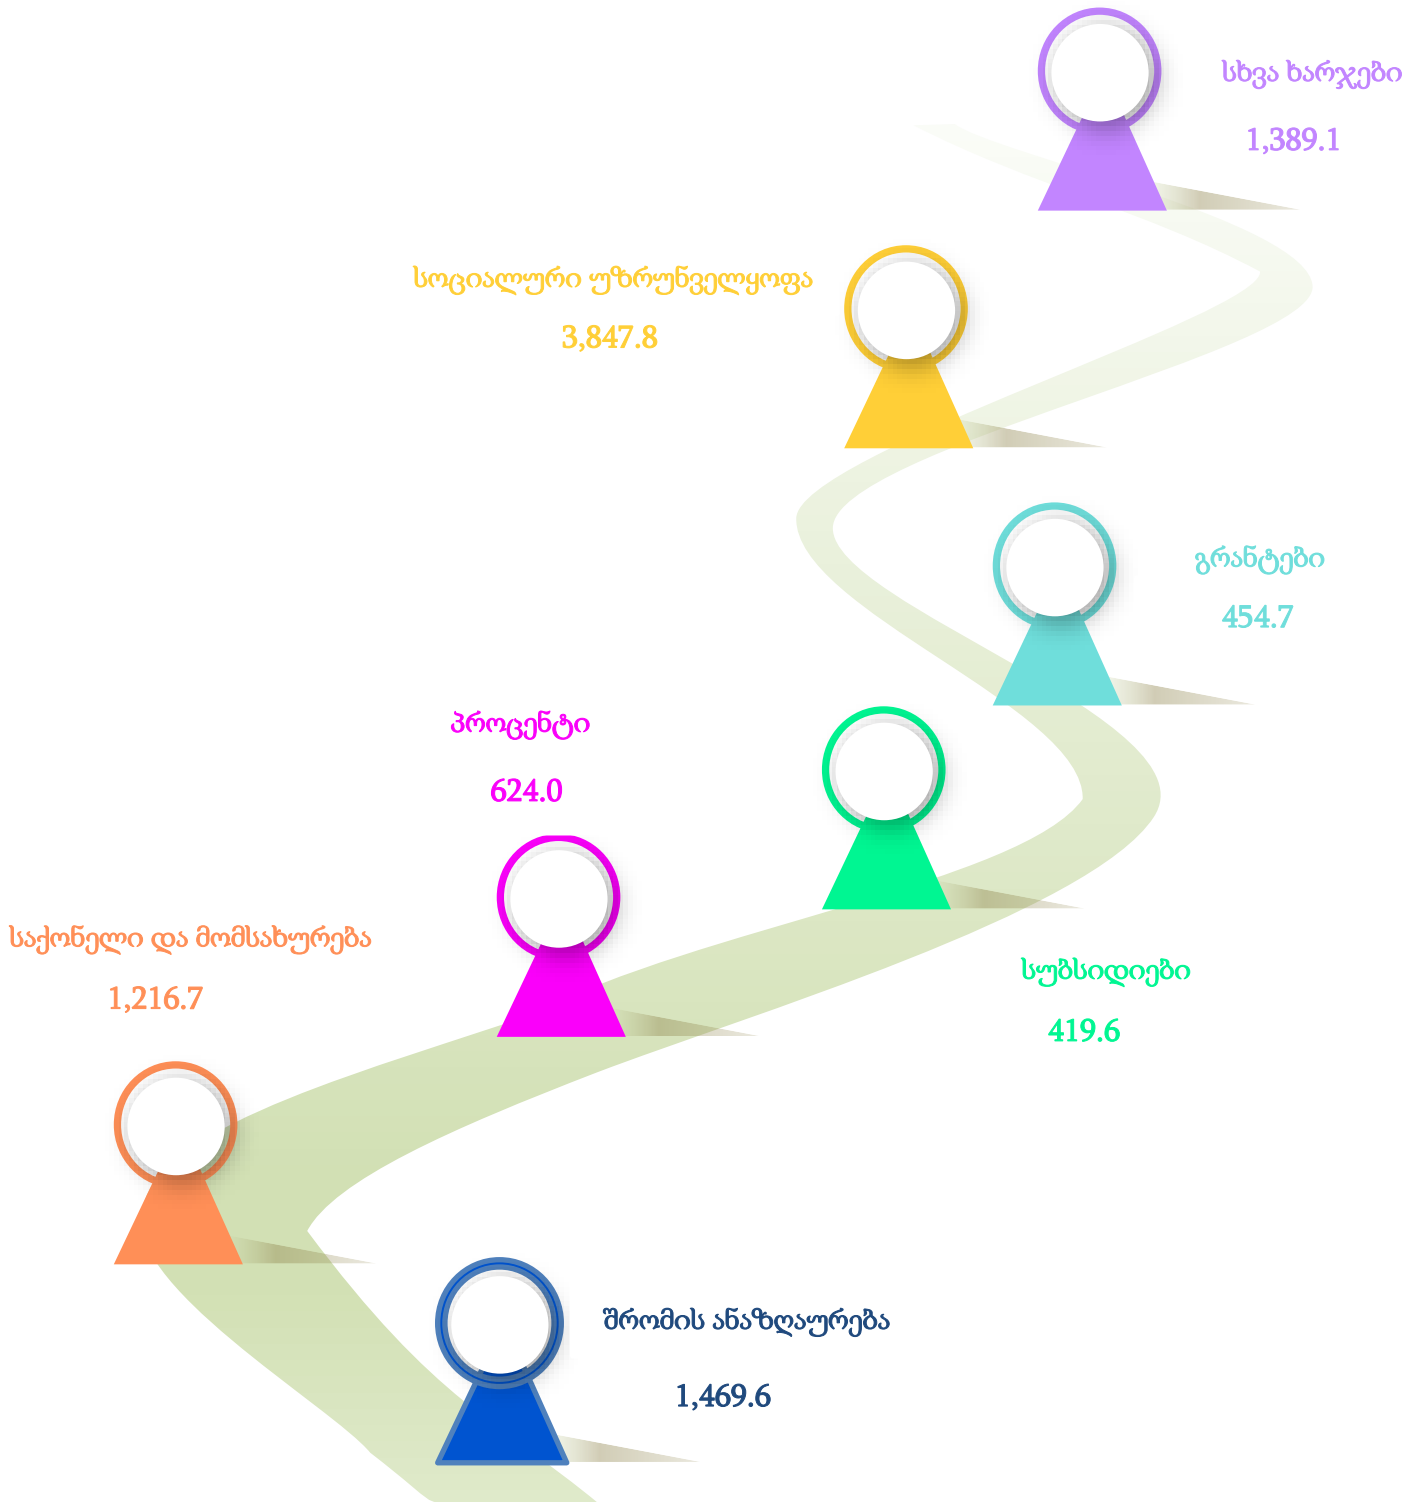 სხვა ხარჯები
1,389.1
სოციალური უზრუნველყოფა
3,847.8
გრანტები
454.7
პროცენტი
624.0
საქონელი და მომსახურება
1,216.7
სუბსიდიები
419.6
შრომის ანაზღაურება
1,469.6